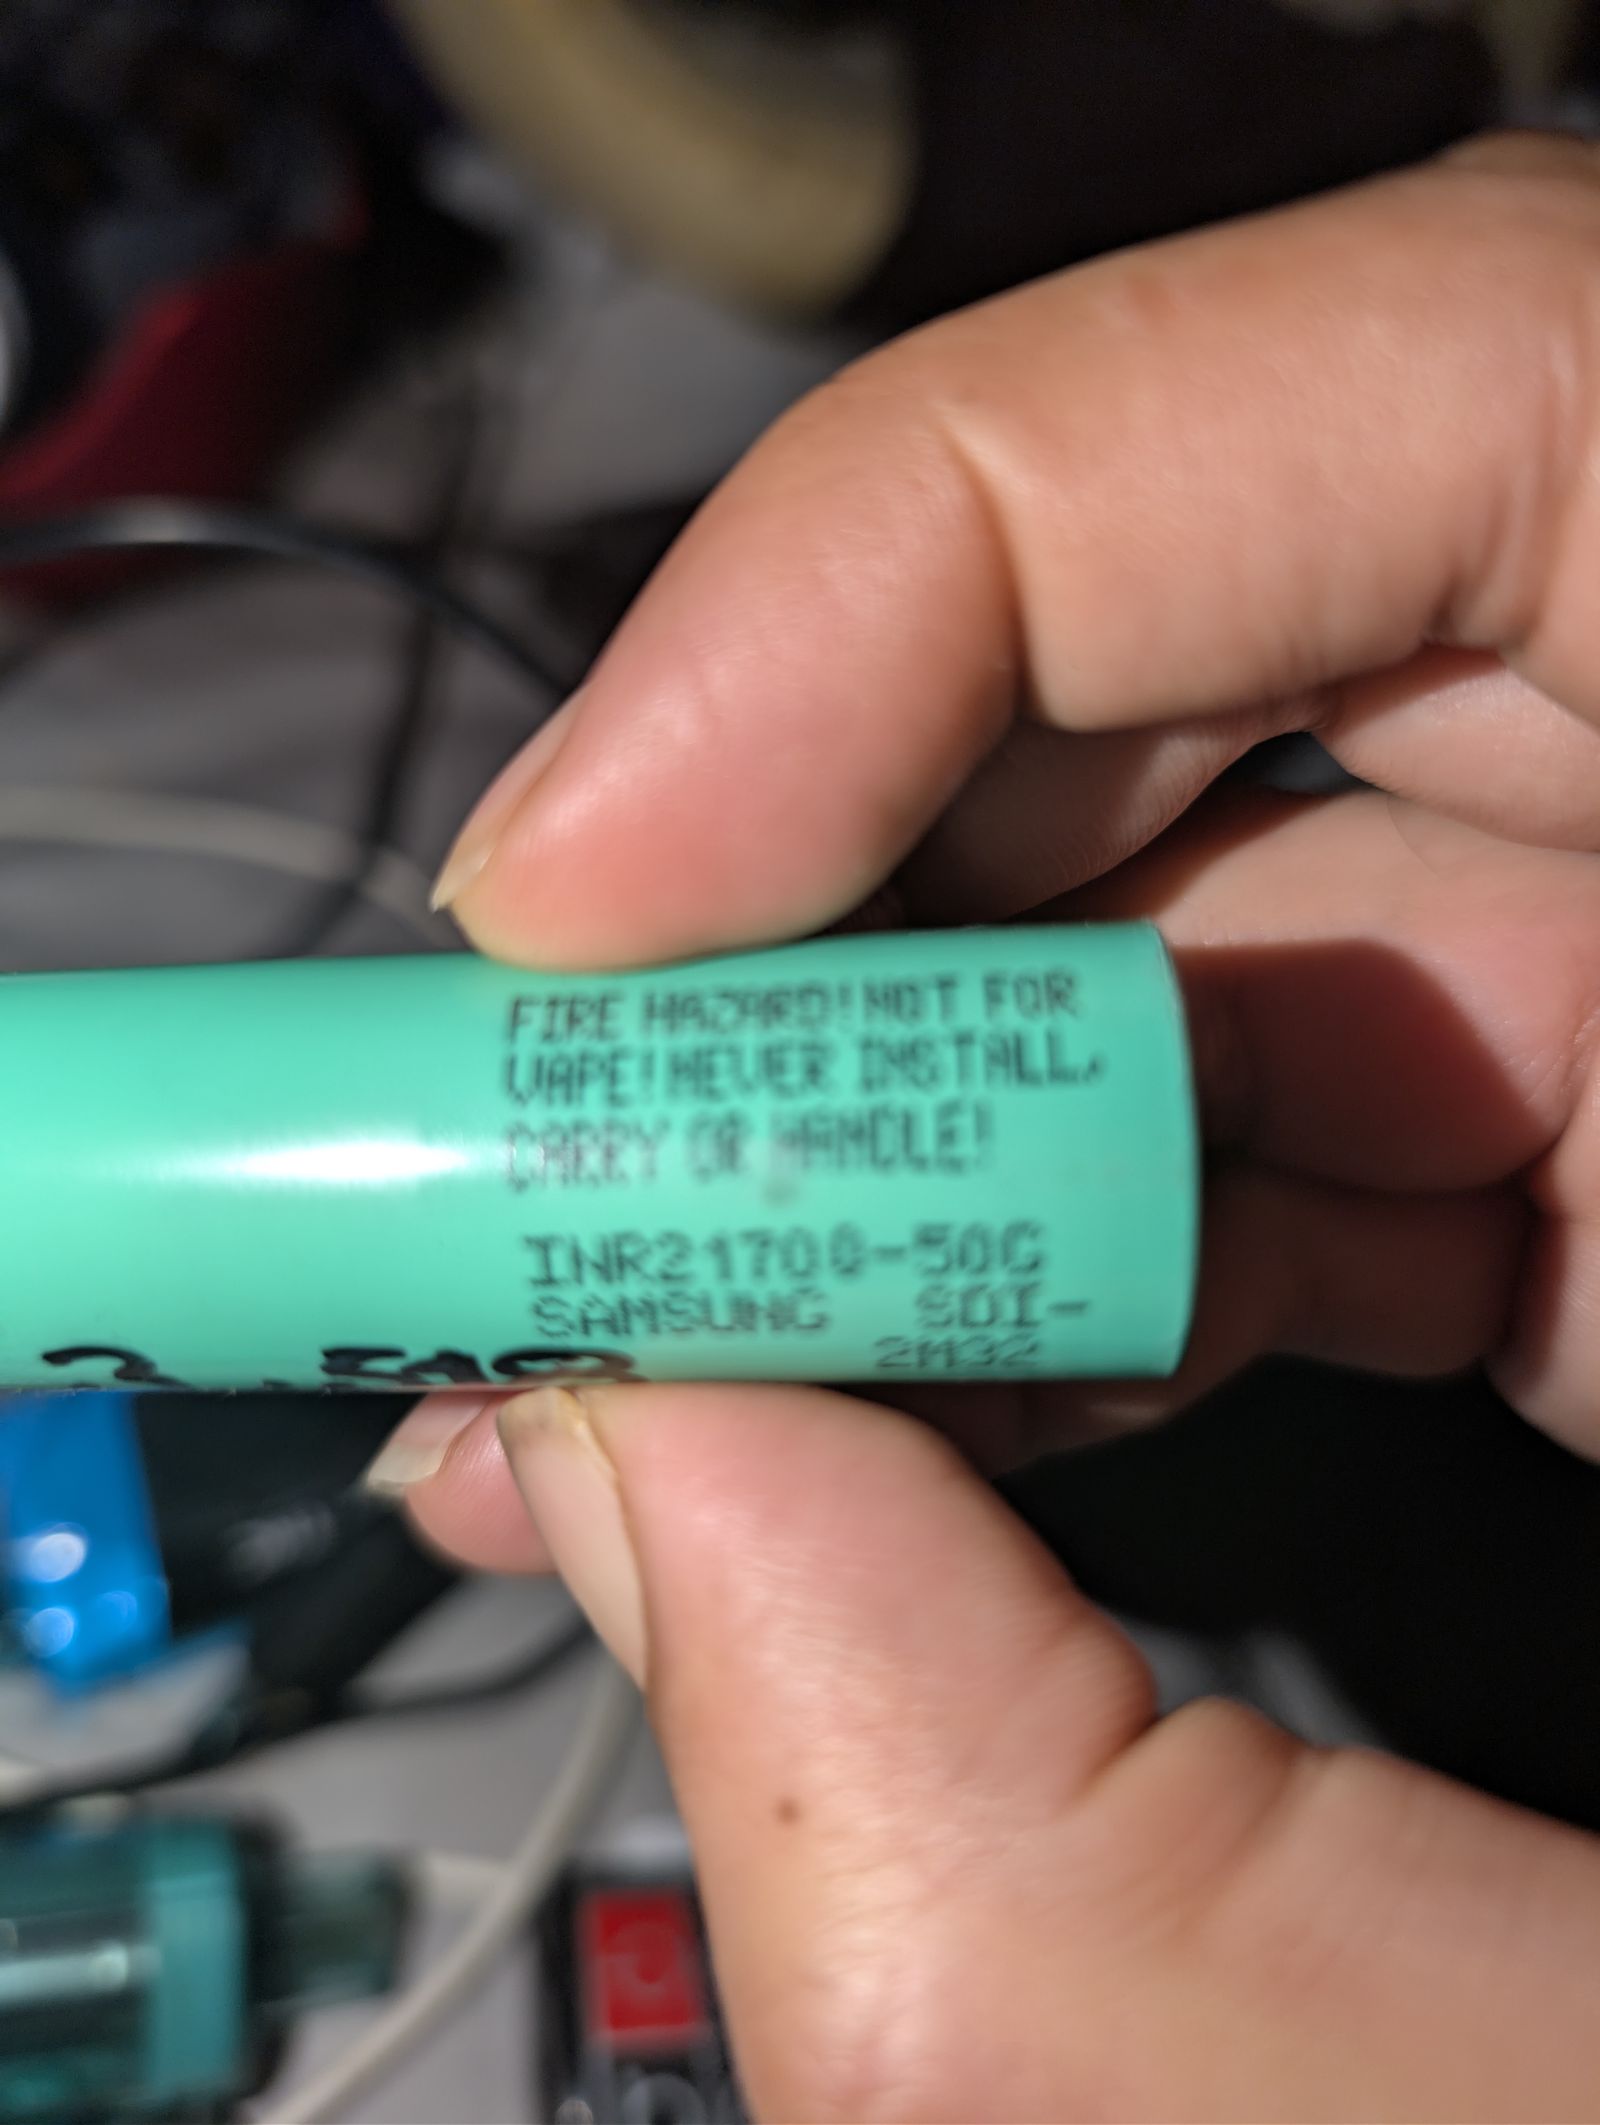 FIRE HAZARD!NOT FOR
VAPE!NEVER INSTALL,
CARRY OR HANDLE!
INR21700-50G
SAMSUNG SDI-
2M32